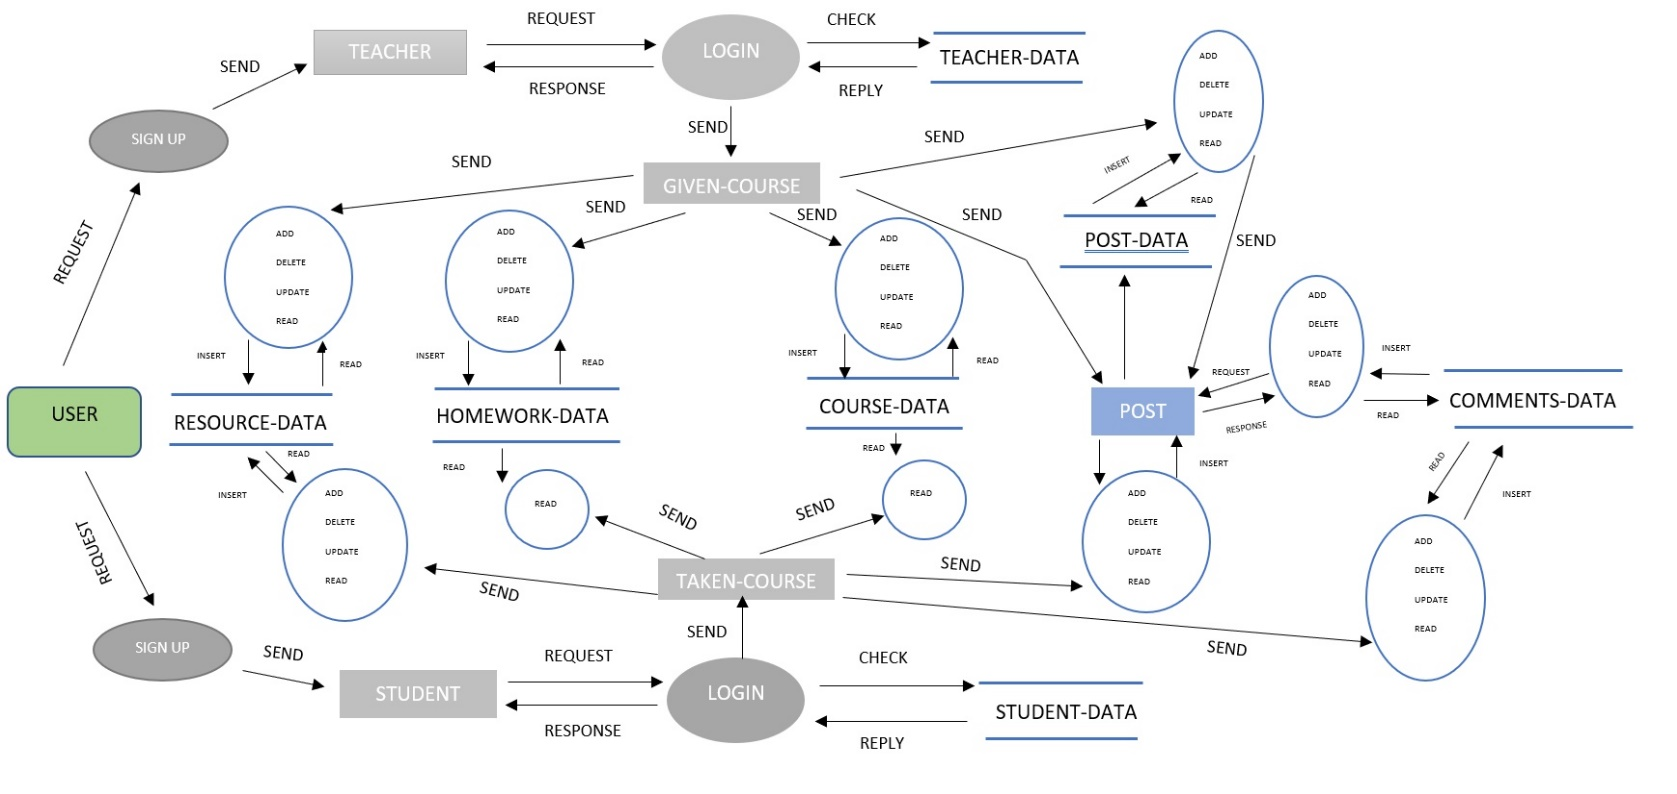 REQUEST
CHECK
TEACHER
LOGIN
TEACHER-DATA
SEND
RESPONSE
REPLY
ADD
DELETE
UPDATE
READ
SIGN UP
SEND
SEND
SEND
INSERT
READ
GIVEN-COURSE
SEND
SEND
SEND
POST-DATA
SEND
REQUEST
ADD
DELETE
UPDATE
READ
ADD
DELETE
UPDATE
READ
ADD
DELETE
UPDATE
READ
ADD
DELETE
UPDATE
READ
INSERT
READ
INSERT
READ
INSERT
READ
REQUEST
RESPONSE
INSERT
READ
USER
RESOURCE-DATA
HOMEWORK-DATA
COURSE-DATA
POST
COMMENTS-DATA
READ
INSERT
READ
READ
INSERT
READ
INSERT
ADD
DELETE
UPDATE
READ
READ
READ
ADD
DELETE
UPDATE
READ
ADD
DELETE
UPDATE
READ
SEND
SEND
REQUEST
SEND
TAKEN-COURSE
SEND
SEND
SEND
SIGN UP
SEND
STUDENT
REQUEST
RESPONSE
LOGIN
CHECK
REPLY
STUDENT-DATA